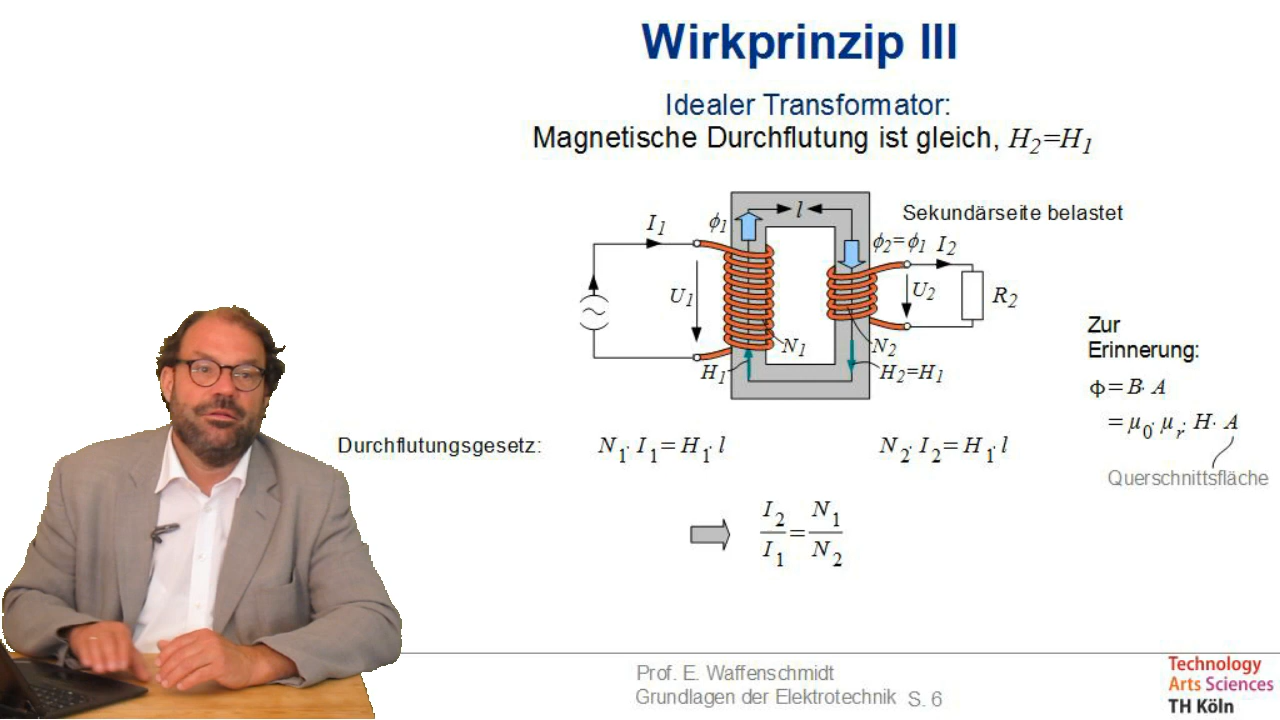 Wirkprinzip III
Idealer Transformator:
Magnetische Durchflutung ist gleich, H₂=H₁
Sekundärseite belastet
I₁
ϕ₁
l
ϕ₂=ϕ₁
I₂
U₁
U₂
R₂
N₁
N₂
H₁
H₂=H₁
Zur
Erinnerung:
Φ=B·A
=μ₀·μᵣ·H·A
Querschnittsfläche
Durchflutungsgesetz:
N₁·I₁=H₁·l
N₂·I₂=H₁·l
I₂/I₁=N₁/N₂
Prof. E. Waffenschmidt
Grundlagen der Elektrotechnik S. 6
Technology
Arts Sciences
TH Köln